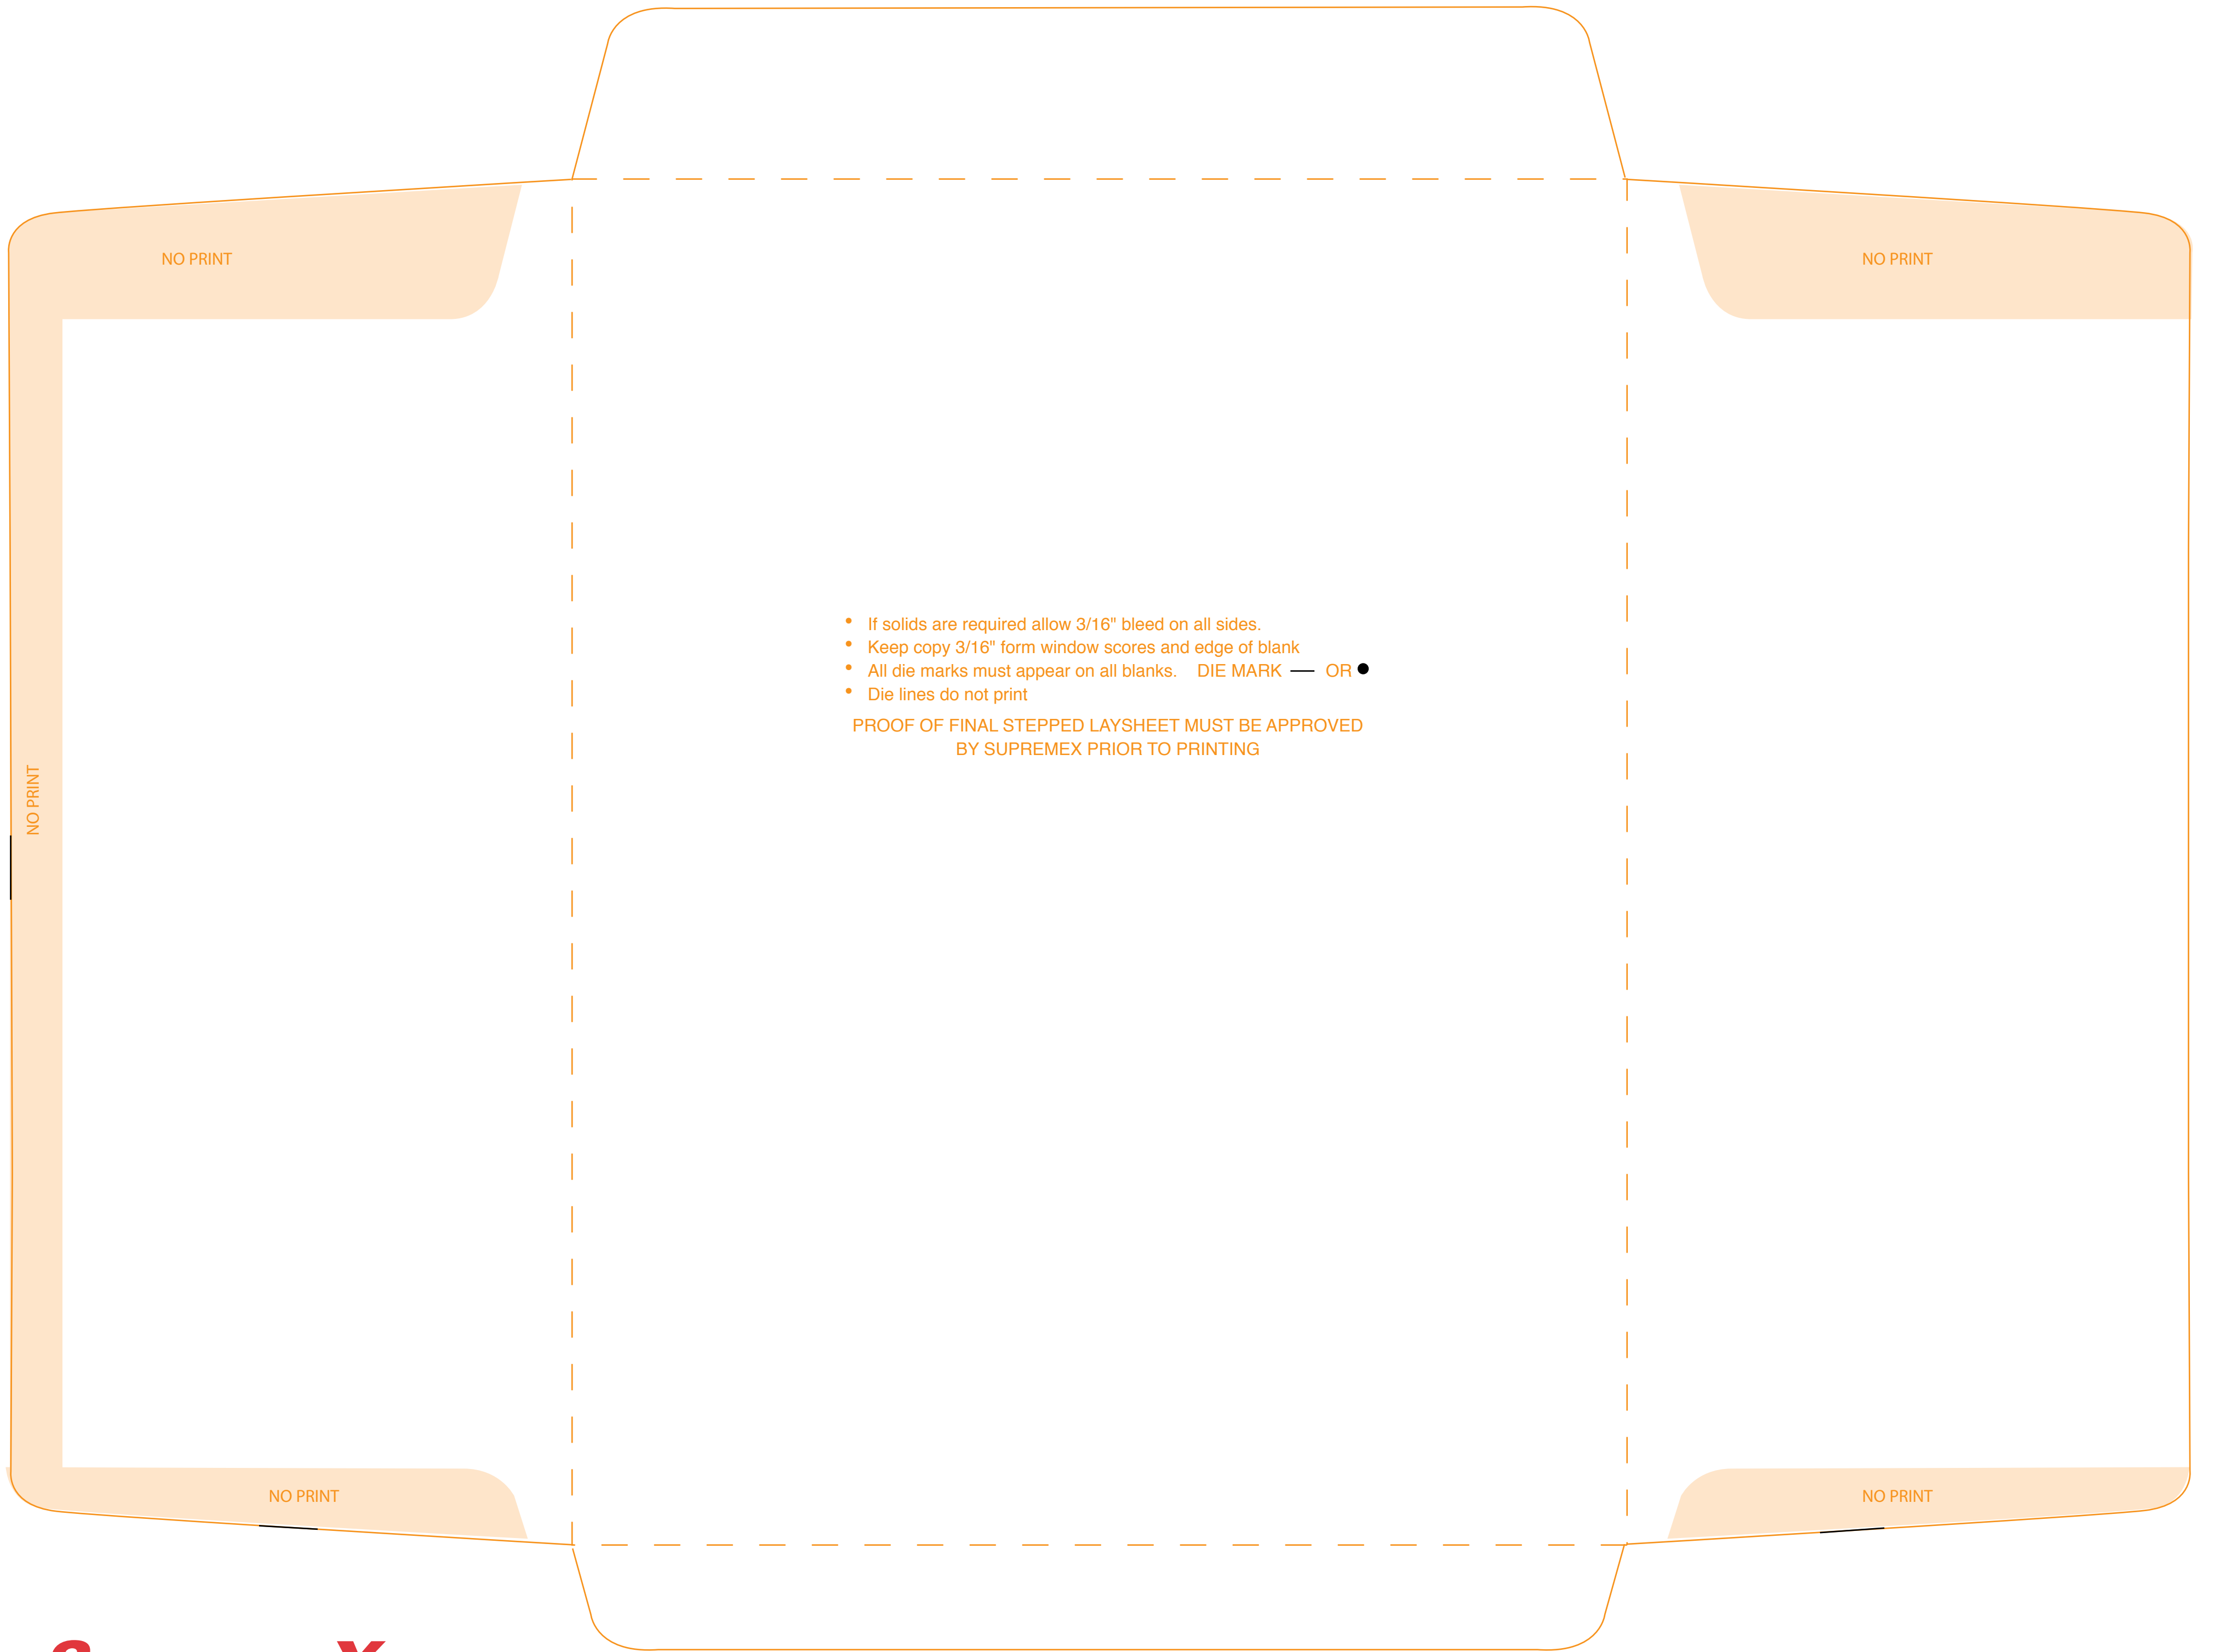 NO PRINT
NO PRINT
• If solids are required allow 3/16" bleed on all sides.
• Keep copy 3/16" form window scores and edge of blank
• All die marks must appear on all blanks. DIE MARK — OR ●
• Die lines do not print
PROOF OF FINAL STEPPED LAYSHEET MUST BE APPROVED
BY SUPREMEX PRIOR TO PRINTING
NO PRINT
NO PRINT
NO PRINT